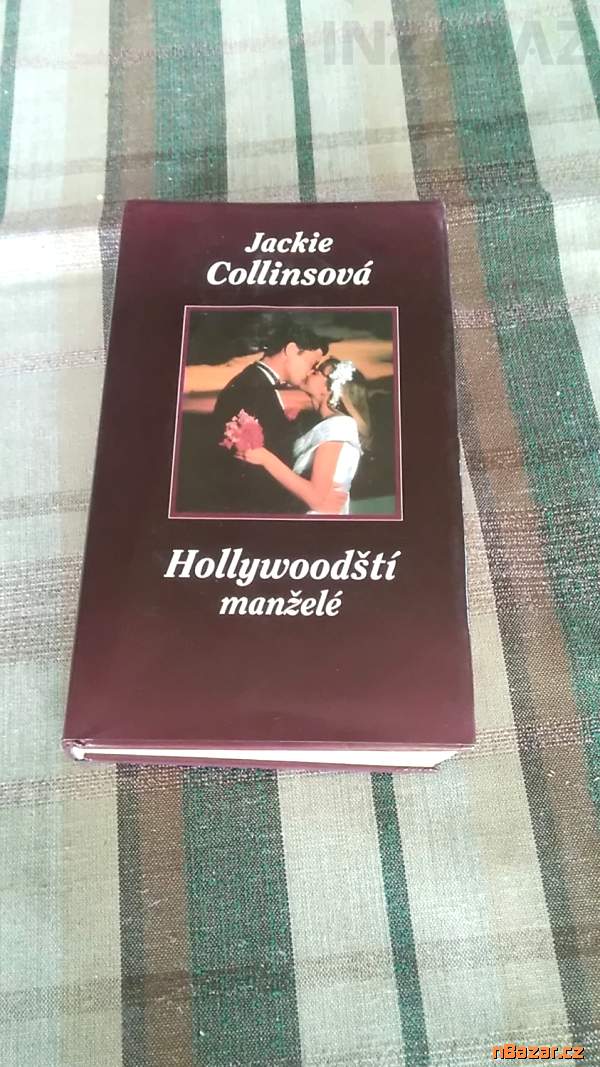 Jackie
Collinsová
Hollywoodští
manželé
nBazar.cz